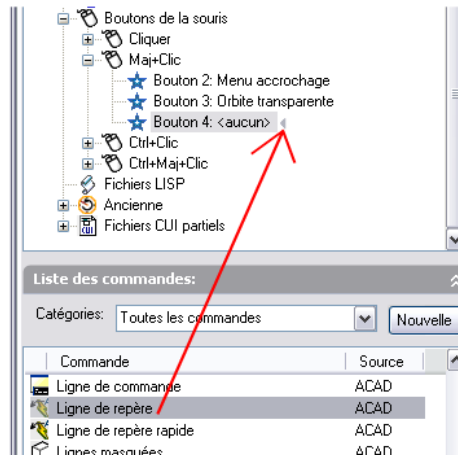 Boutons de la souris
Cliquer
Maj+Clic
Bouton 2: Menu accrochage
Bouton 3: Orbite transparente
Bouton 4: <aucun>
Ctrl+Clic
Ctrl+Maj+Clic
Fichiers LISP
Ancienne
CUI Fichiers CUI partiels
Liste des commandes:
Catégories: Toutes les commandes Nouvelle
Commande Source
Ligne de commande ACAD
Ligne de repère ACAD
Ligne de repère rapide ACAD
Lignes masquées ACAD